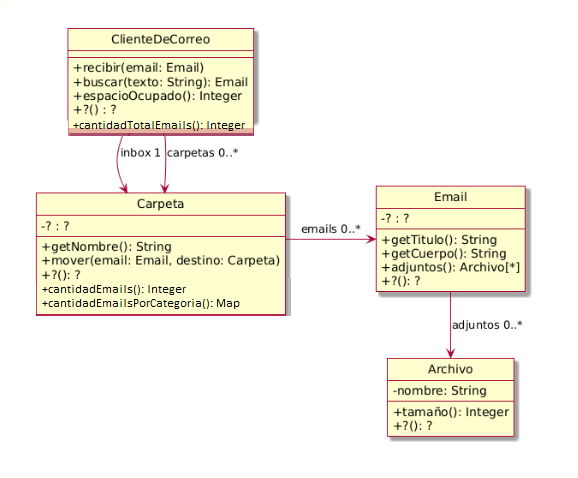 ClienteDeCorreo
+recibir(email: Email)
+buscar(texto: String): Email
+espacioOcupado(): Integer
+?() : ?
+cantidadTotalEmails(): Integer
inbox 1
carpetas 0..*
Carpeta
-? : ?
+getNombre(): String
+mover(email: Email, destino: Carpeta)
+?(): ?
+cantidadEmails(): Integer
+cantidadEmailsPorCategoria(): Map
emails 0..*
Email
-? : ?
+getTitulo(): String
+getCuerpo(): String
+adjuntos(): Archivo[*]
+?(): ?
adjuntos 0..*
Archivo
-nombre: String
+tamaño(): Integer
+?(): ?